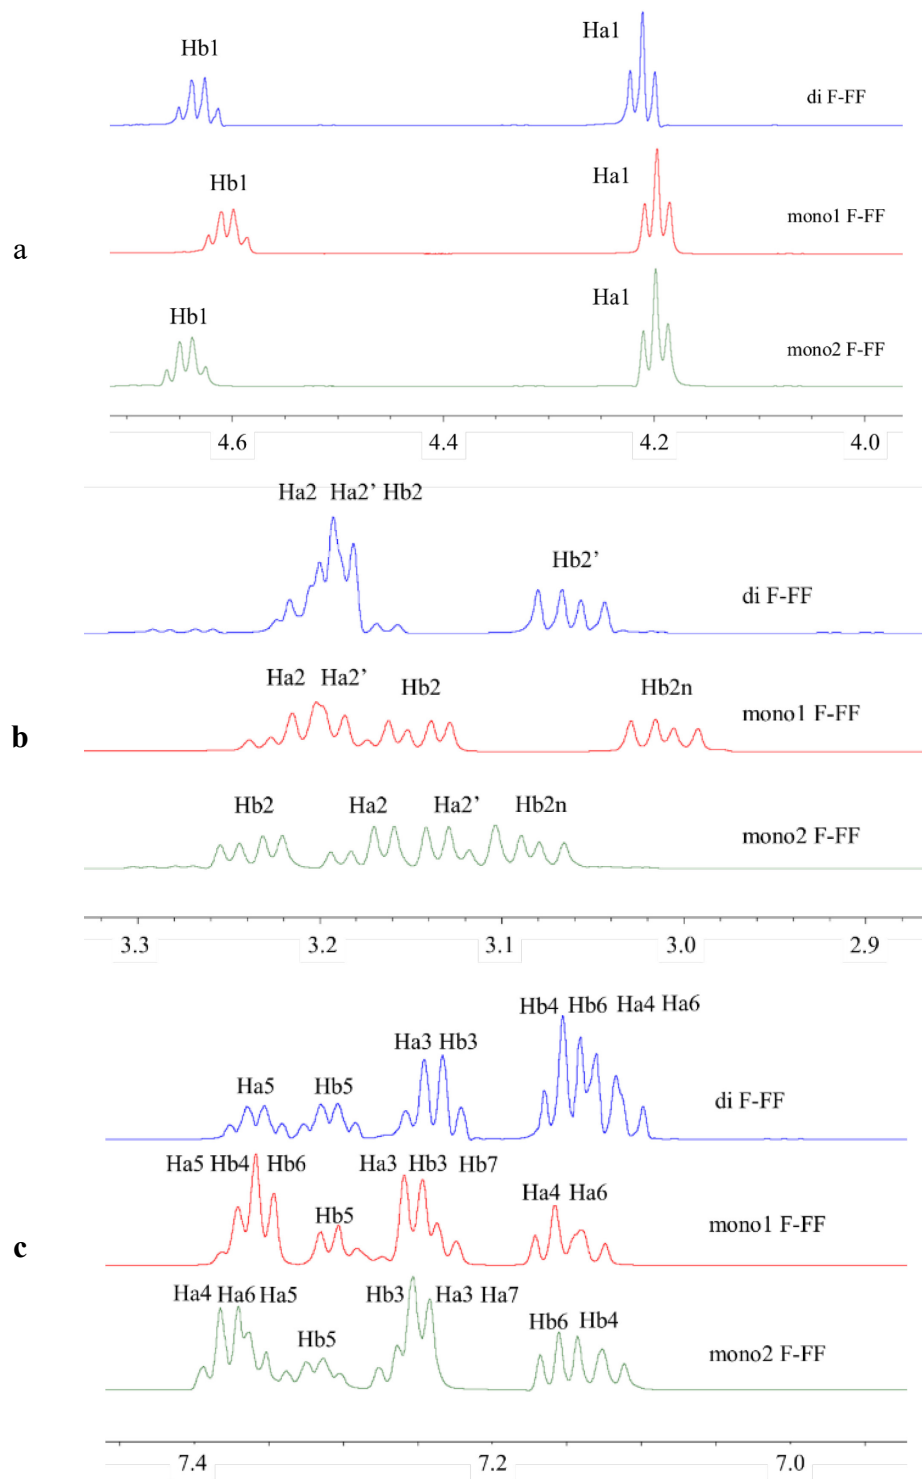 Hb1 Ha1
di F-FF
Hb1 Ha1
mono1 F-FF
a
Hb1 Ha1
mono2 F-FF
4.6 4.4 4.2 4.0
Ha2 Ha2’ Hb2
Hb2’
di F-FF
Ha2 Ha2’ Hb2 Hb2n
mono1 F-FF
b
Hb2 Ha2 Ha2’ Hb2n
mono2 F-FF
3.3 3.2 3.1 3.0 2.9
Hb4 Hb6 Ha4 Ha6
Ha5 Hb5 Ha3 Hb3
di F-FF
Ha5 Hb4 Hb6 Ha3 Hb3 Hb7
Hb5 Ha4 Ha6
mono1 F-FF
c
Ha4 Ha6 Ha5 Hb3 Ha3 Ha7
Hb5 Hb6 Hb4
mono2 F-FF
7.4 7.2 7.0